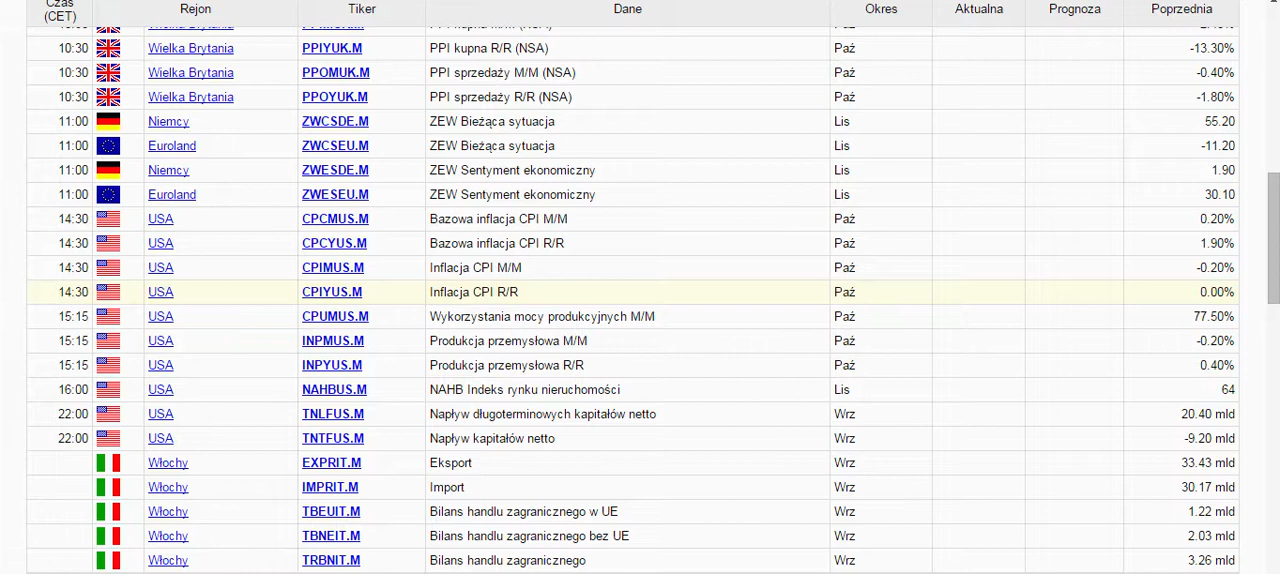 Czas (CET) Rejon Tiker Dane Okres Aktualna Prognoza Poprzednia
10:30 Wielka Brytania PPIYUK.M PPI kupna R/R (NSA) Paź -13.30%
10:30 Wielka Brytania PPOMUK.M PPI sprzedaży M/M (NSA) Paź -0.40%
10:30 Wielka Brytania PPOYUK.M PPI sprzedaży R/R (NSA) Paź -1.80%
11:00 Niemcy ZWCSDE.M ZEW Bieżąca sytuacja Lis 55.20
11:00 Euroland ZWCSEU.M ZEW Bieżąca sytuacja Lis -11.20
11:00 Niemcy ZWESDE.M ZEW Sentyment ekonomiczny Lis 1.90
11:00 Euroland ZWESEU.M ZEW Sentyment ekonomiczny Lis 30.10
14:30 USA CPCMUS.M Bazowa inflacja CPI M/M Paź 0.20%
14:30 USA CPCYUS.M Bazowa inflacja CPI R/R Paź 1.90%
14:30 USA CPIMUS.M Inflacja CPI M/M Paź -0.20%
14:30 USA CPIYUS.M Inflacja CPI R/R Paź 0.00%
15:15 USA CPUMUS.M Wykorzystania mocy produkcyjnych M/M Paź 77.50%
15:15 USA INPMUS.M Produkcja przemysłowa M/M Paź -0.20%
15:15 USA INPYUS.M Produkcja przemysłowa R/R Paź 0.40%
16:00 USA NAHBUS.M NAHB Indeks rynku nieruchomości Lis 64
22:00 USA TNLFUS.M Napływ długoterminowych kapitałów netto Wrz 20.40 mld
22:00 USA TNTFUS.M Napływ kapitałów netto Wrz -9.20 mld
Włochy EXPRIT.M Eksport Wrz 33.43 mld
Włochy IMPRIT.M Import Wrz 30.17 mld
Włochy TBEUIT.M Bilans handlu zagranicznego w UE Wrz 1.22 mld
Włochy TBNEIT.M Bilans handlu zagranicznego bez UE Wrz 2.03 mld
Włochy TRBNIT.M Bilans handlu zagranicznego Wrz 3.26 mld